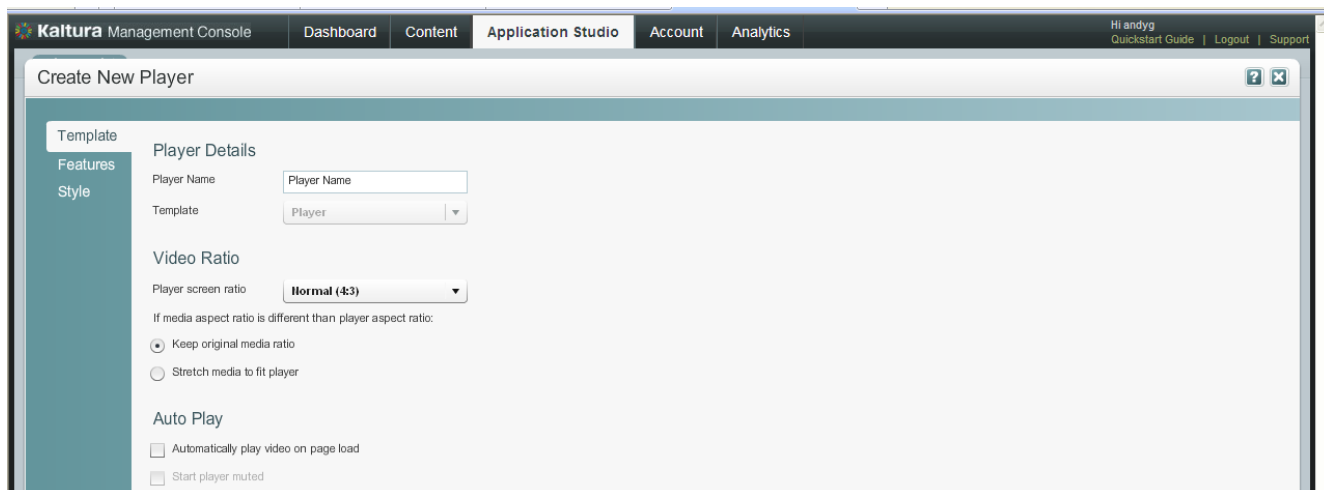 Kaltura Management Console Dashboard Content Application Studio Account Analytics
Hi andyg
Quickstart Guide | Logout | Support
Create New Player
Template
Features
Style
Player Details
Player Name Player Name
Template Player
Video Ratio
Player screen ratio Normal (4:3)
If media aspect ratio is different than player aspect ratio:
Keep original media ratio
Stretch media to fit player
Auto Play
Automatically play video on page load
Start player muted